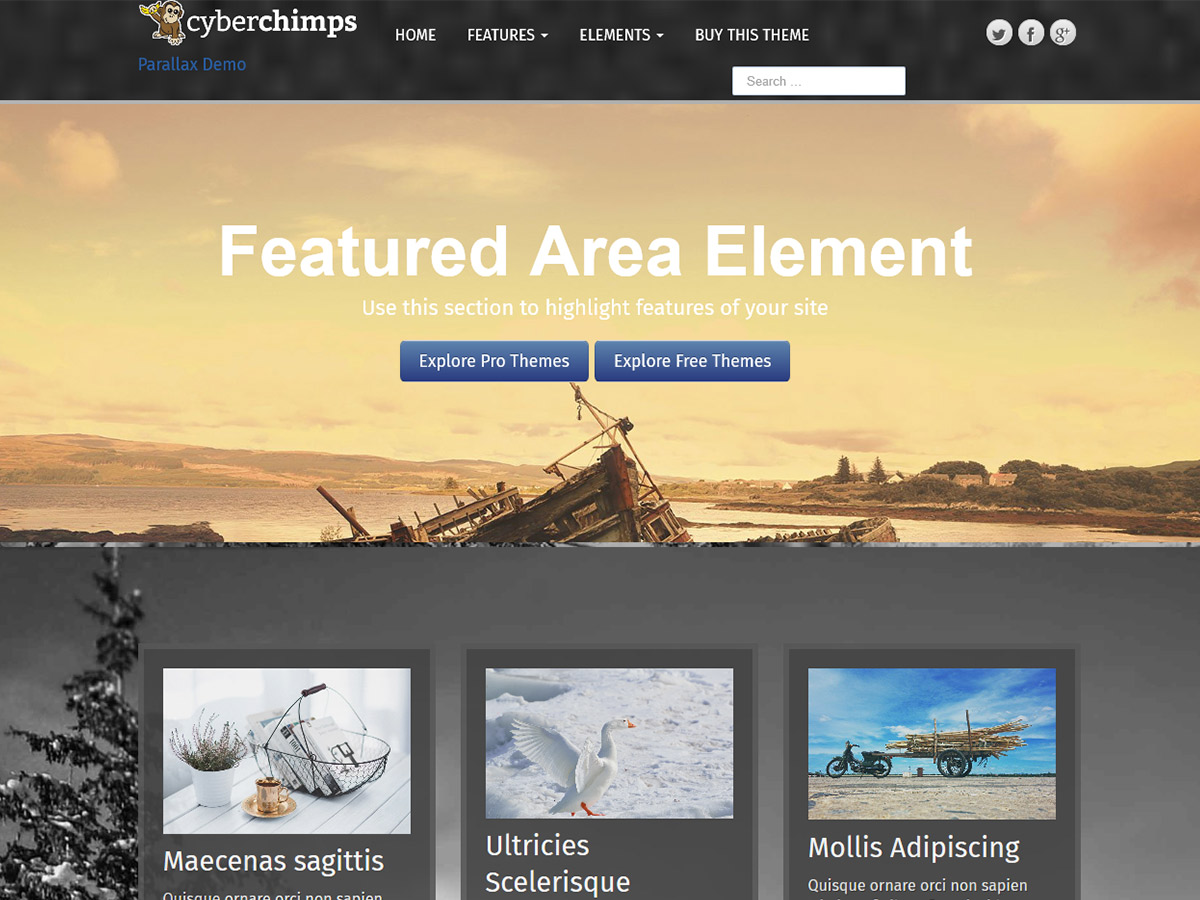 cyberchimps
Parallax Demo
HOME
FEATURES
ELEMENTS
BUY THIS THEME
Search ...
Featured Area Element
Use this section to highlight features of your site
Explore Pro Themes
Explore Free Themes
Maecenas sagittis
Quisque ornare orci non sapien
Ultricies
Scelerisque
Mollis Adipiscing
Quisque ornare orci non sapien